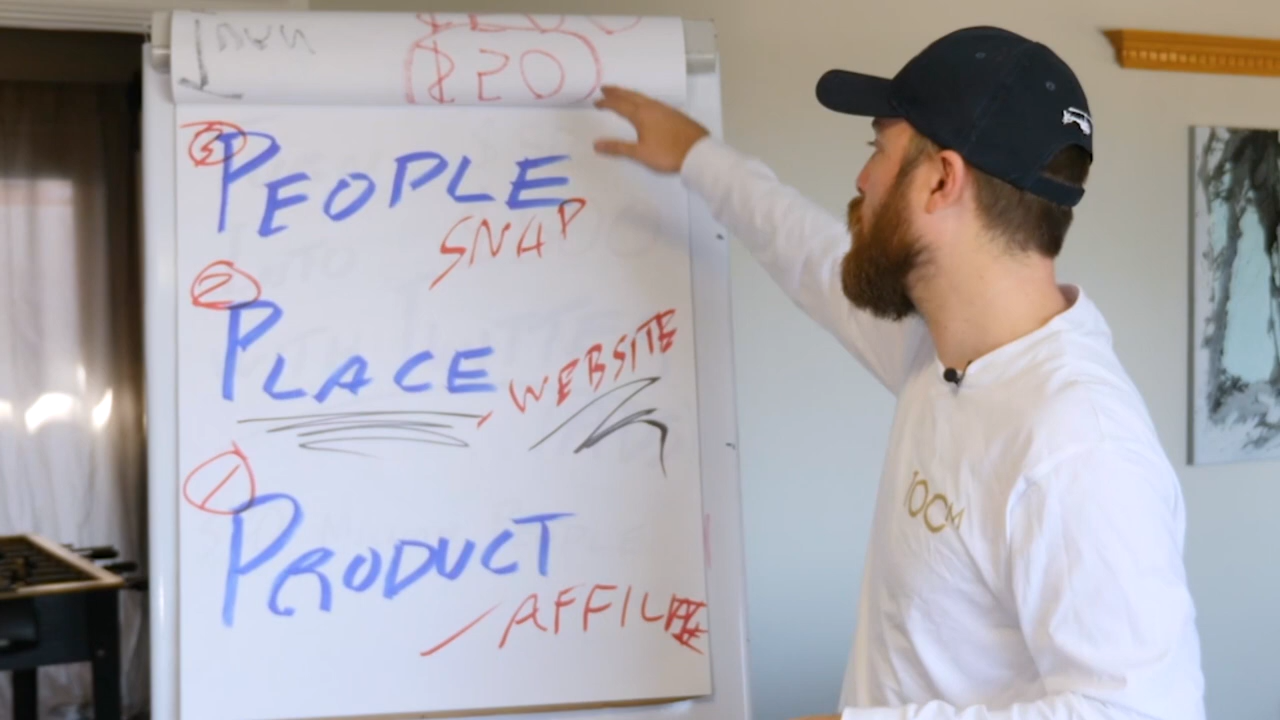 $20
③ PEOPLE
SNAP
② PLACE
WEBSITE
① PRODUCT
AFFILIATE